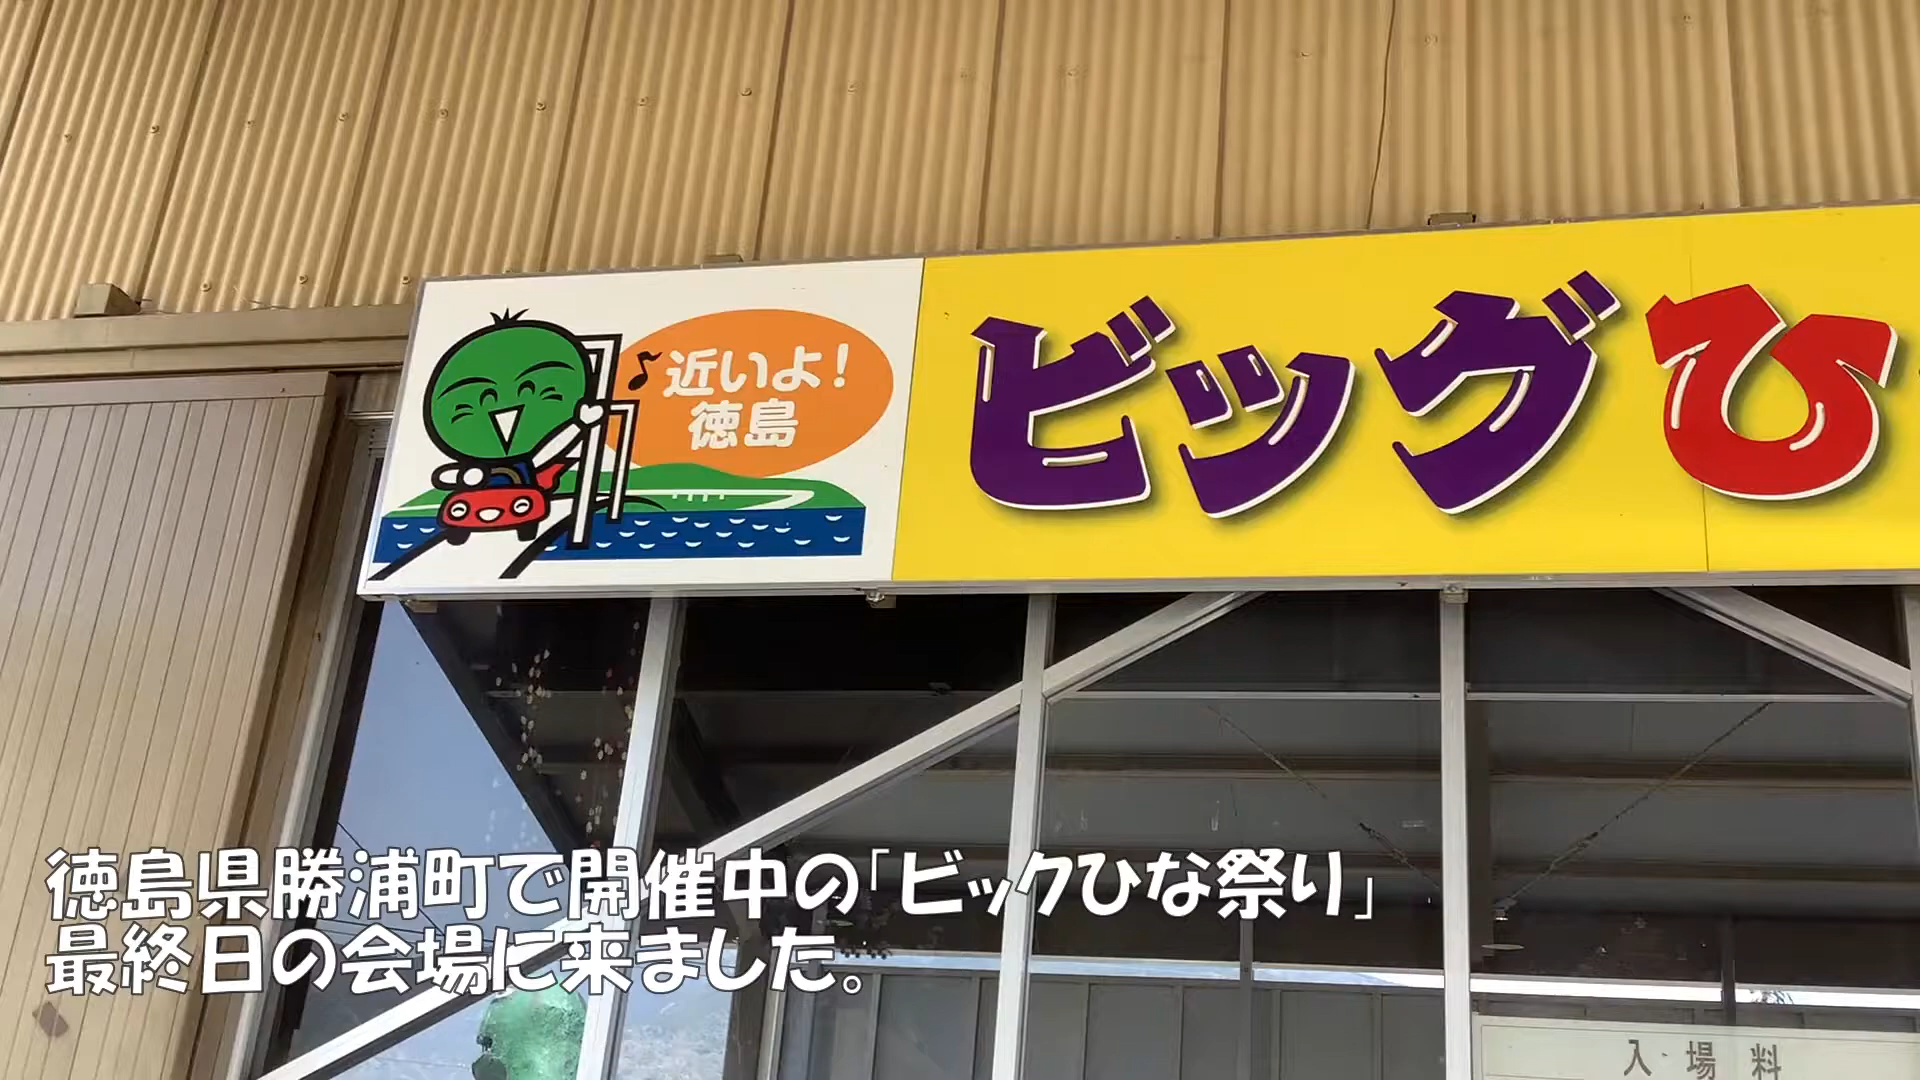 近いよ!
徳島
ビッグひ
徳島県勝浦町で開催中の「ビックひな祭り」
最終日の会場に来ました。
入場料